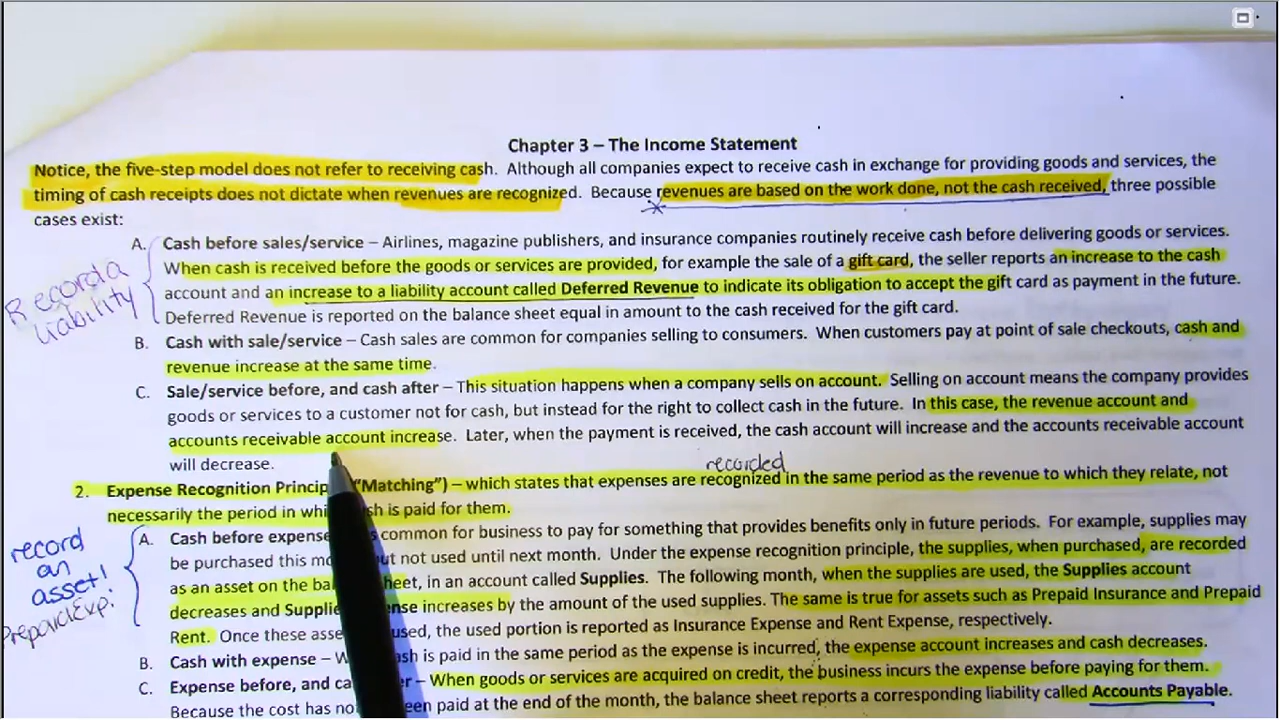 Chapter 3 – The Income Statement
Notice, the five-step model does not refer to receiving cash. Although all companies expect to receive cash in exchange for providing goods and services, the
timing of cash receipts does not dictate when revenues are recognized. Because revenues are based on the work done, not the cash received, three possible
cases exist:
A. Cash before sales/service – Airlines, magazine publishers, and insurance companies routinely receive cash before delivering goods or services.
When cash is received before the goods or services are provided, for example the sale of a gift card, the seller reports an increase to the cash
account and an increase to a liability account called Deferred Revenue to indicate its obligation to accept the gift card as payment in the future.
Deferred Revenue is reported on the balance sheet equal in amount to the cash received for the gift card.
Record a
liability
B. Cash with sale/service – Cash sales are common for companies selling to consumers. When customers pay at point of sale checkouts, cash and
revenue increase at the same time.
C. Sale/service before, and cash after – This situation happens when a company sells on account. Selling on account means the company provides
goods or services to a customer not for cash, but instead for the right to collect cash in the future. In this case, the revenue account and
accounts receivable account increase. Later, when the payment is received, the cash account will increase and the accounts receivable account
will decrease.
recorded
2. Expense Recognition Princip ("Matching") – which states that expenses are recognized in the same period as the revenue to which they relate, not
necessarily the period in whi sh is paid for them.
A. Cash before expense common for business to pay for something that provides benefits only in future periods. For example, supplies may
be purchased this mo ut not used until next month. Under the expense recognition principle, the supplies, when purchased, are recorded
as an asset on the bal heet, in an account called Supplies. The following month, when the supplies are used, the Supplies account
decreases and Supplie nse increases by the amount of the used supplies. The same is true for assets such as Prepaid Insurance and Prepaid
Rent. Once these asse used, the used portion is reported as Insurance Expense and Rent Expense, respectively.
record
an
asset!
PrepaidExp!
B. Cash with expense – W sh is paid in the same period as the expense is incurred, the expense account increases and cash decreases.
C. Expense before, and ca er – When goods or services are acquired on credit, the business incurs the expense before paying for them.
Because the cost has no een paid at the end of the month, the balance sheet reports a corresponding liability called Accounts Payable.